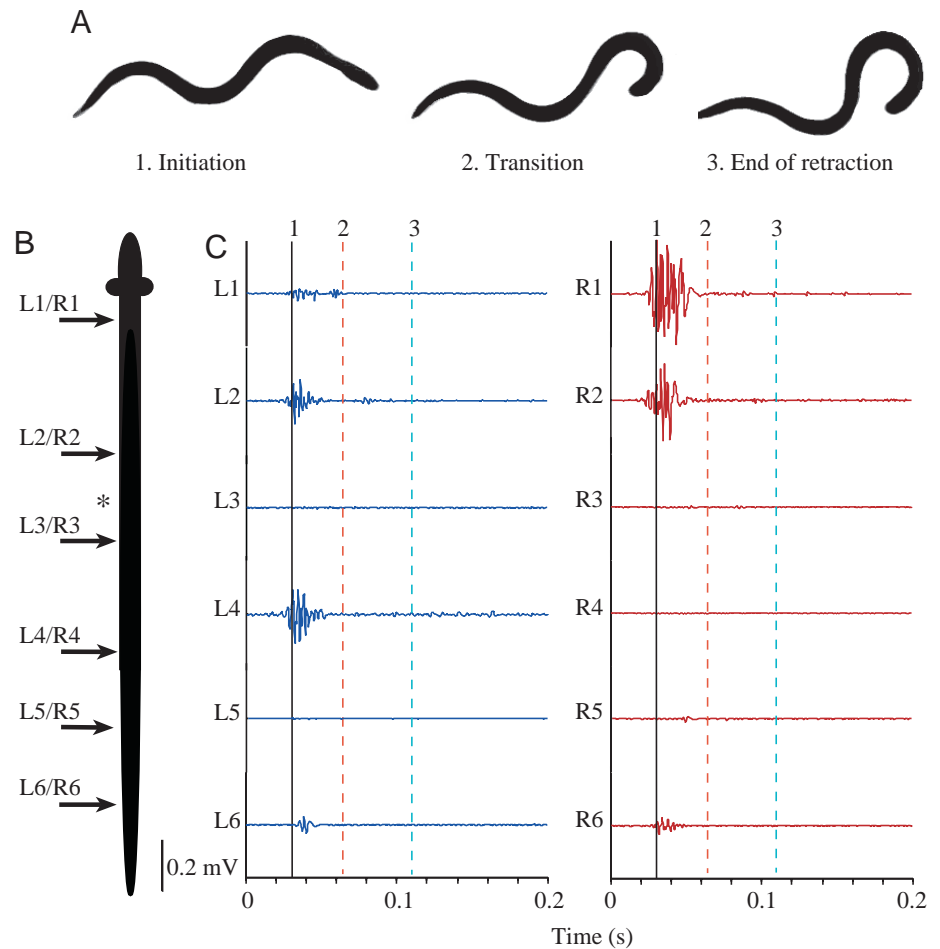 A
1. Initiation
2. Transition
3. End of retraction
B
L1/R1
L2/R2
*
L3/R3
L4/R4
L5/R5
L6/R6
0.2 mV
C
1 2 3
L1
L2
L3
L4
L5
L6
0 0.1 0.2
1 2 3
R1
R2
R3
R4
R5
R6
0 0.1 0.2
Time (s)